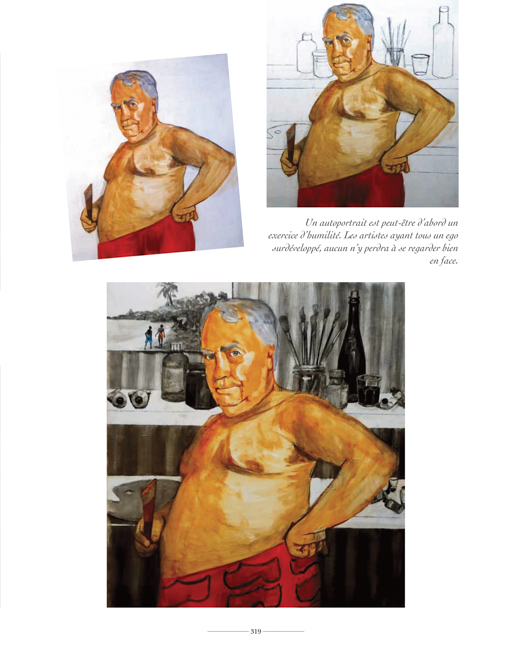 Un autoportrait est peut-être d'abord un
exercice d'humilité. Les artistes ayant tous un ego
surdéveloppé, aucun n'y perdra à se regarder bien
en face.
319